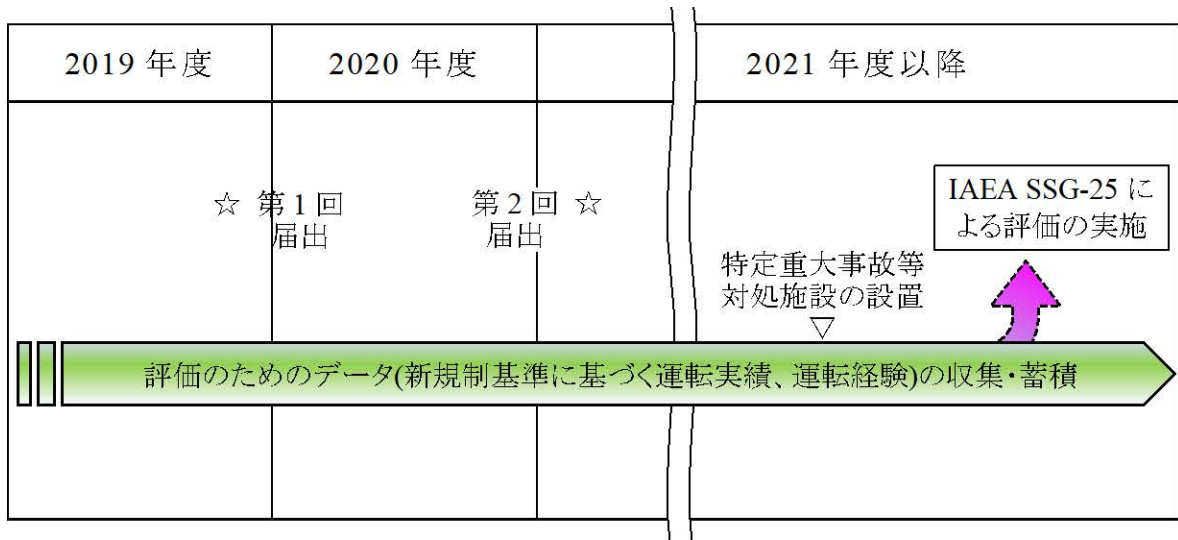 2019 年度
2020 年度
2021 年度以降
☆ 第1回
届出
第2回 ☆
届出
IAEA SSG-25 に
よる評価の実施
特定重大事故等
対処施設の設置
▽
評価のためのデータ(新規制基準に基づく運転実績、運転経験)の収集・蓄積